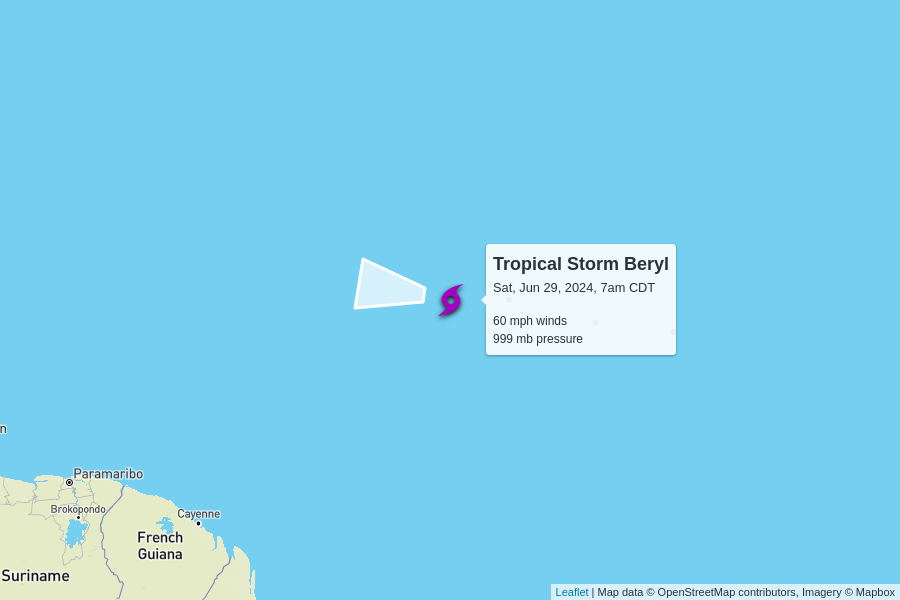 Tropical Storm Beryl
Sat, Jun 29, 2024, 7am CDT
60 mph winds
999 mb pressure
n
Paramaribo
Brokopondo
Cayenne
French
Guiana
Suriname
Leaflet | Map data © OpenStreetMap contributors, Imagery © Mapbox